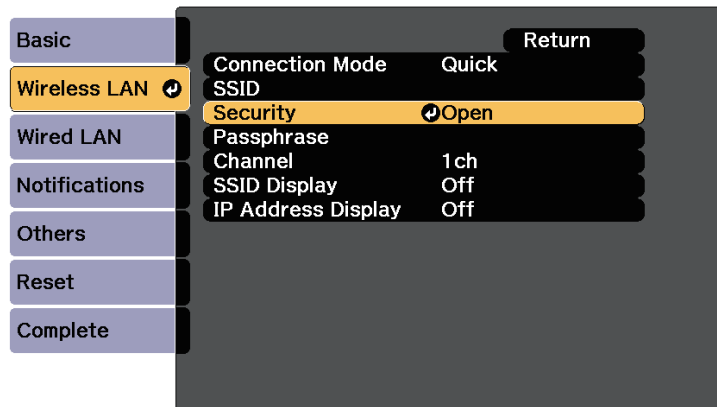 Basic
Wireless LAN
Wired LAN
Notifications
Others
Reset
Complete
Return
Connection Mode Quick
SSID
Security Open
Passphrase
Channel 1ch
SSID Display Off
IP Address Display Off